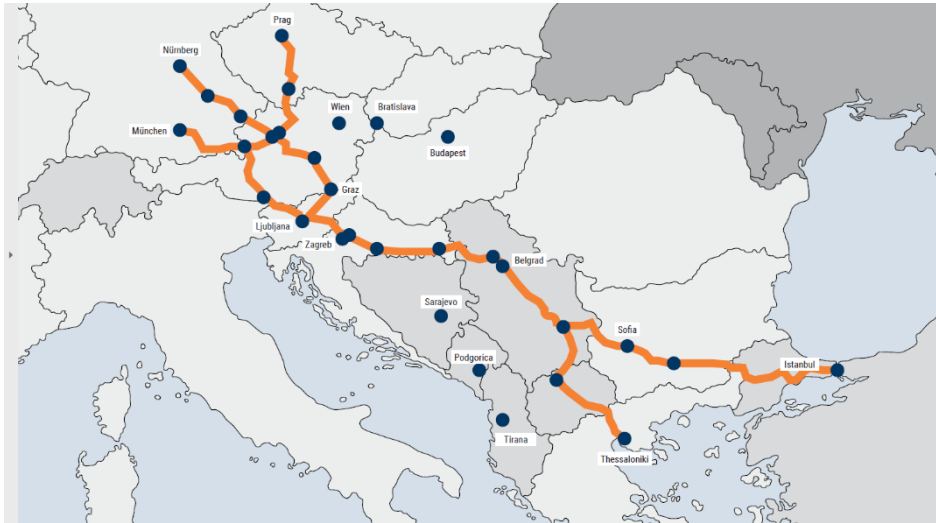 Prag
Nürnberg
Wien
Bratislava
München
Budapest
Graz
Ljubljana
Zagreb
Belgrad
Sarajevo
Sofia
Podgorica
Istanbul
Tirana
Thessaloniki